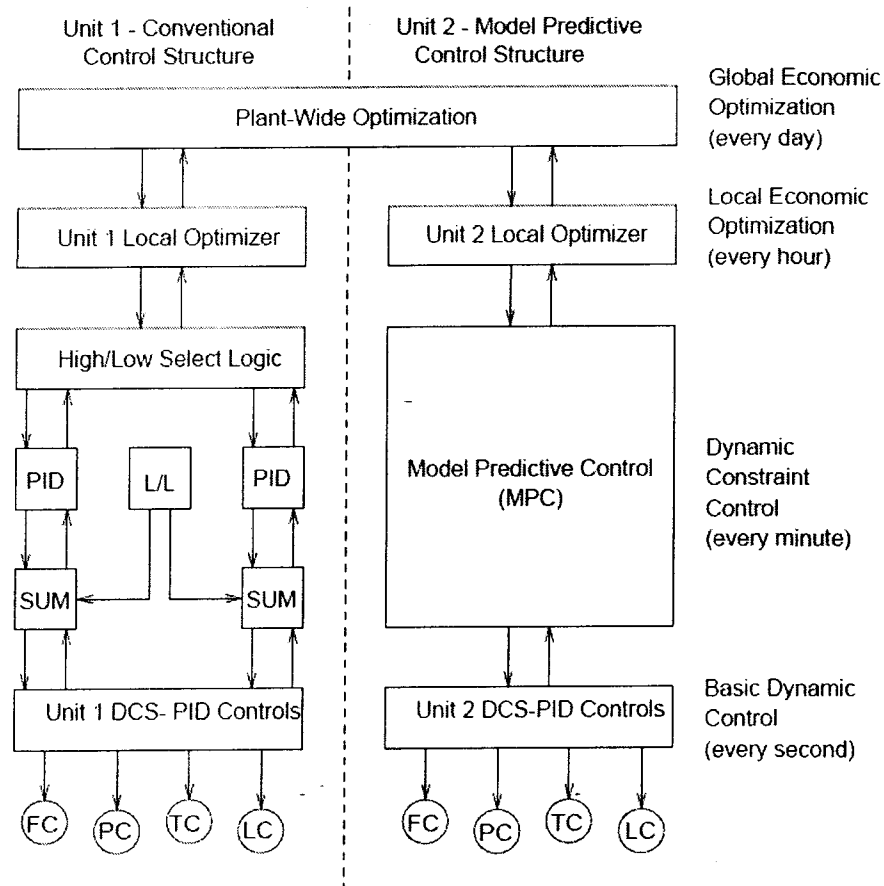 Unit 1 - Conventional
Control Structure
Unit 2 - Model Predictive
Control Structure
Plant-Wide Optimization
Global Economic
Optimization
(every day)
Unit 1 Local Optimizer
Unit 2 Local Optimizer
Local Economic
Optimization
(every hour)
High/Low Select Logic
PID
L/L
PID
SUM
SUM
Model Predictive Control
(MPC)
Dynamic
Constraint
Control
(every minute)
Unit 1 DCS- PID Controls
Unit 2 DCS-PID Controls
Basic Dynamic
Control
(every second)
FC
PC
TC
LC
FC
PC
TC
LC